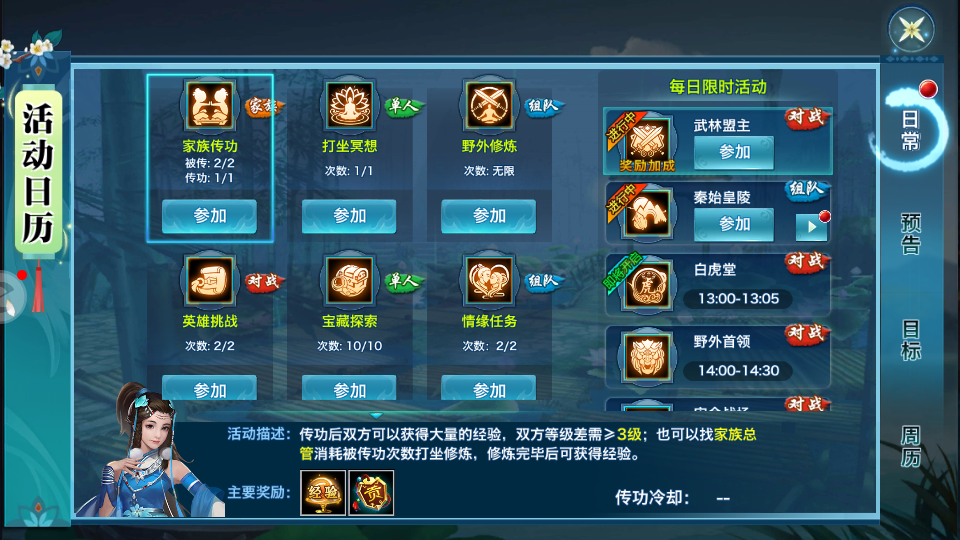 活动日历
家族
家族传功
被传: 2/2
传功: 1/1
参加
单人
打坐冥想
次数: 1/1
参加
组队
野外修炼
次数: 无限
参加
对战
英雄挑战
次数: 2/2
参加
单人
宝藏探索
次数: 10/10
参加
组队
情缘任务
次数: 2/2
参加
每日限时活动
进行中
奖励加成
武林盟主
对战
参加
进行中
秦始皇陵
组队
参加
即将开启
虎
白虎堂
对战
13:00-13:05
野外首领
对战
14:00-14:30
对战
日常
预告
目标
周历
活动描述: 传功后双方可以获得大量的经验，双方等级差需≥3级；也可以找家族总
管消耗被传功次数打坐修炼，修炼完毕后可获得经验。
主要奖励:
经验
贡
传功冷却: --